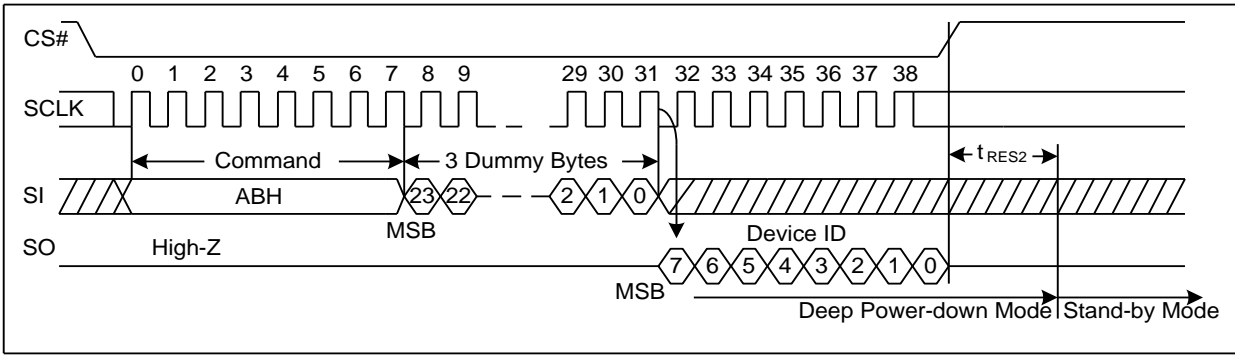 CS#
0 1 2 3 4 5 6 7 8 9 29 30 31 32 33 34 35 36 37 38
SCLK
Command 3 Dummy Bytes tRES2
SI ABH 23 22 2 1 0
MSB
SO High-Z Device ID
7 6 5 4 3 2 1 0
MSB
Deep Power-down Mode Stand-by Mode